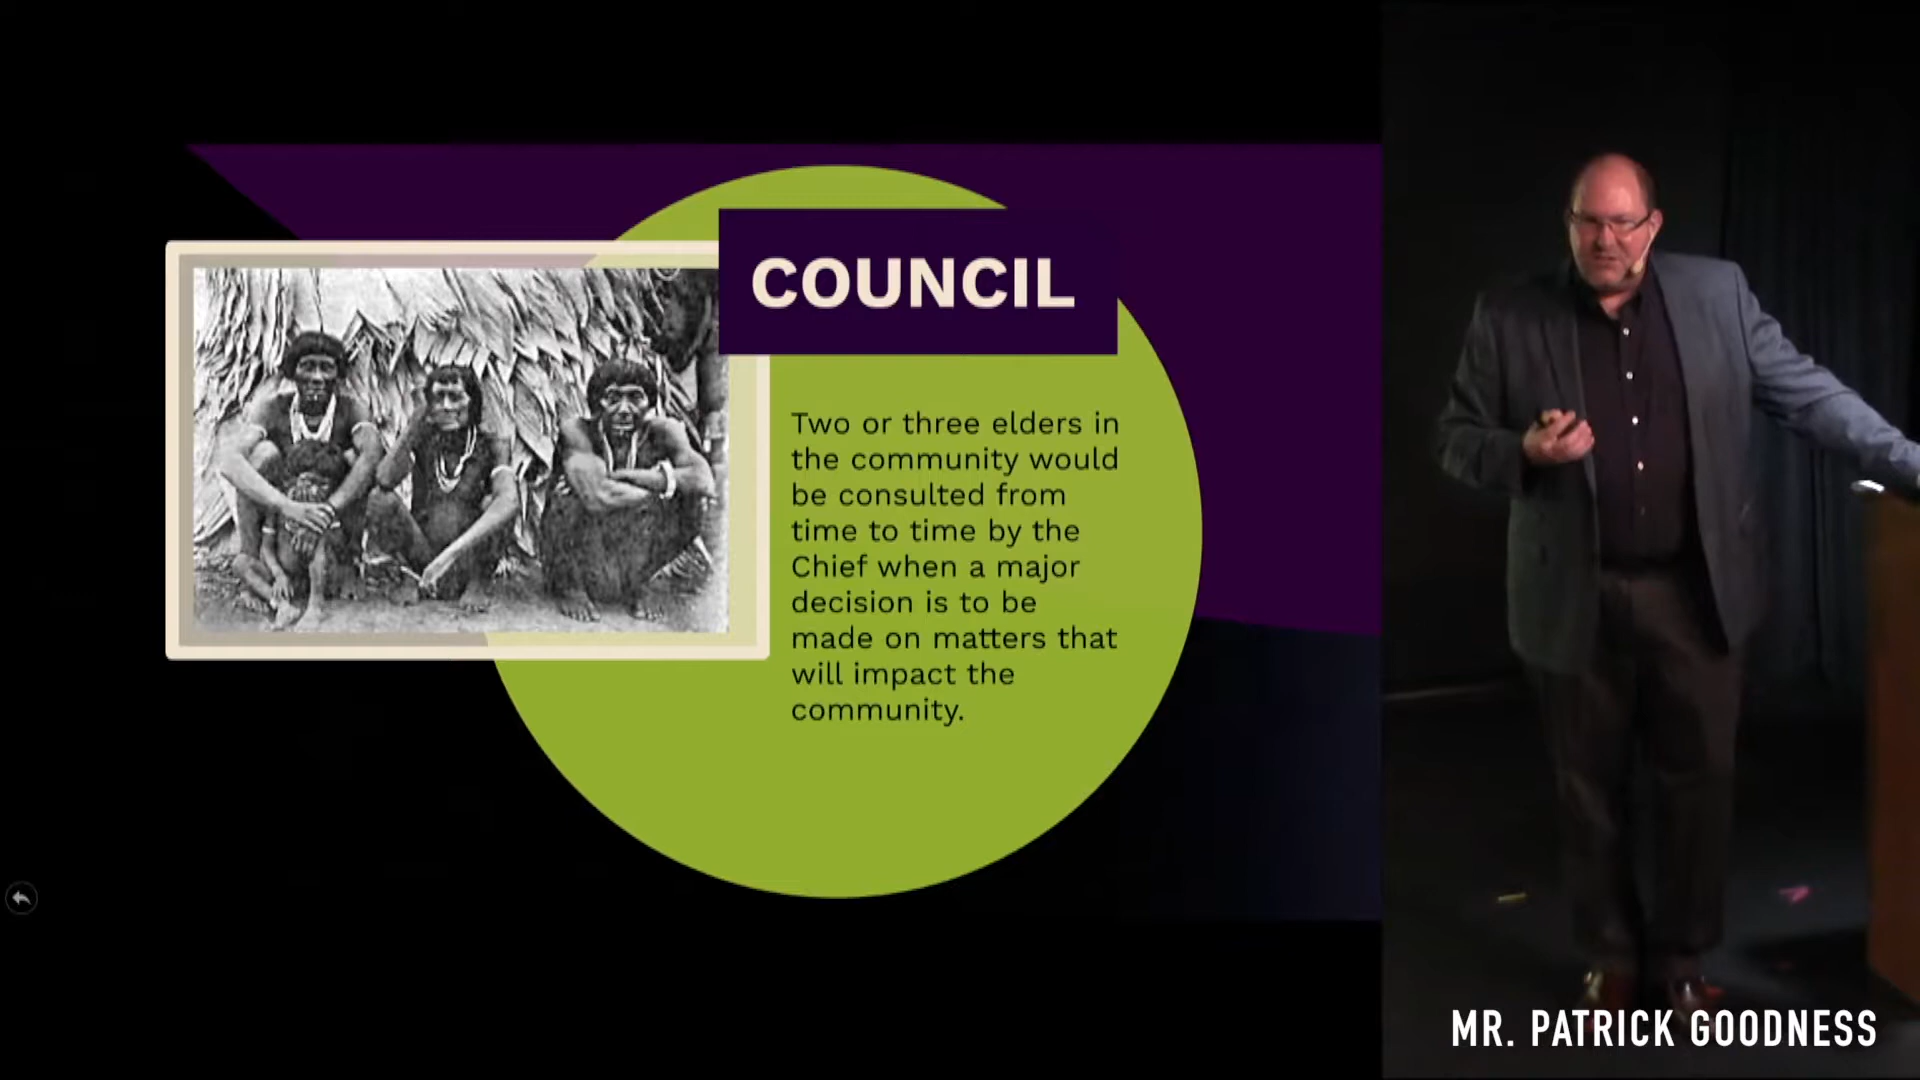 COUNCIL
Two or three elders in
the community would
be consulted from
time to time by the
Chief when a major
decision is to be
made on matters that
will impact the
community.
MR. PATRICK GOODNESS